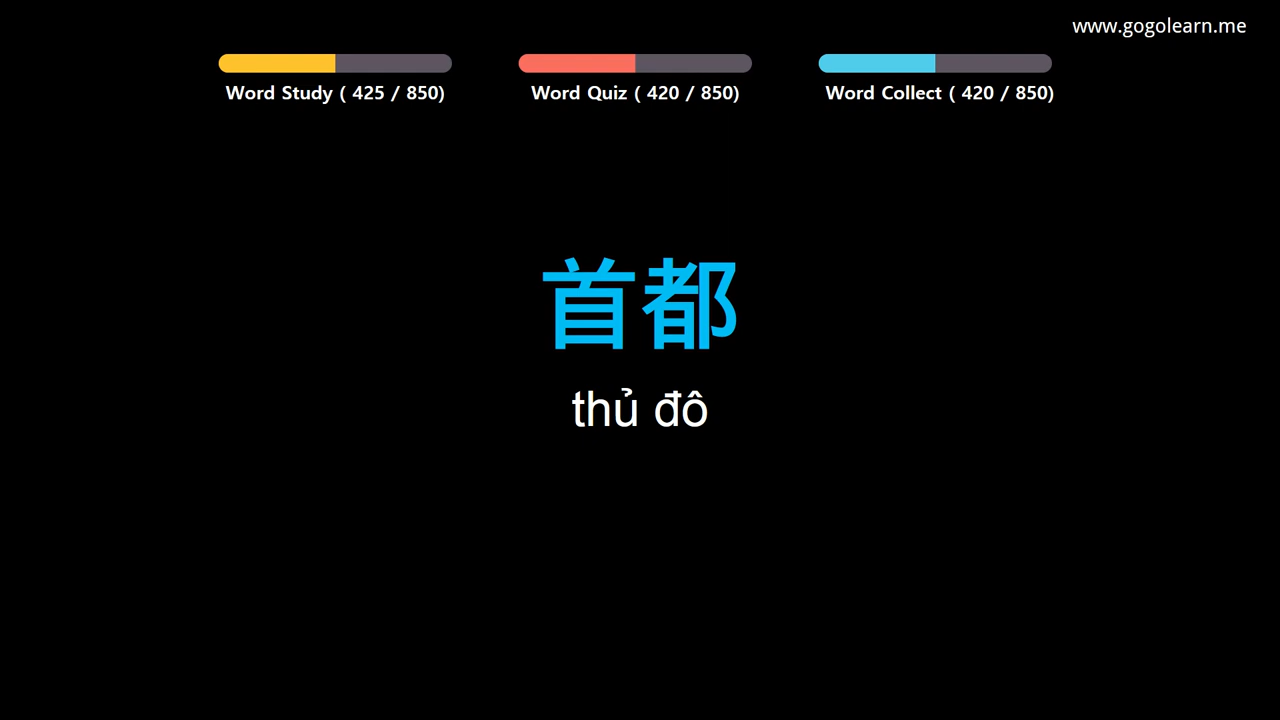 www.gogolearn.me
Word Study ( 425 / 850)
Word Quiz ( 420 / 850)
Word Collect ( 420 / 850)
首都
thủ đô